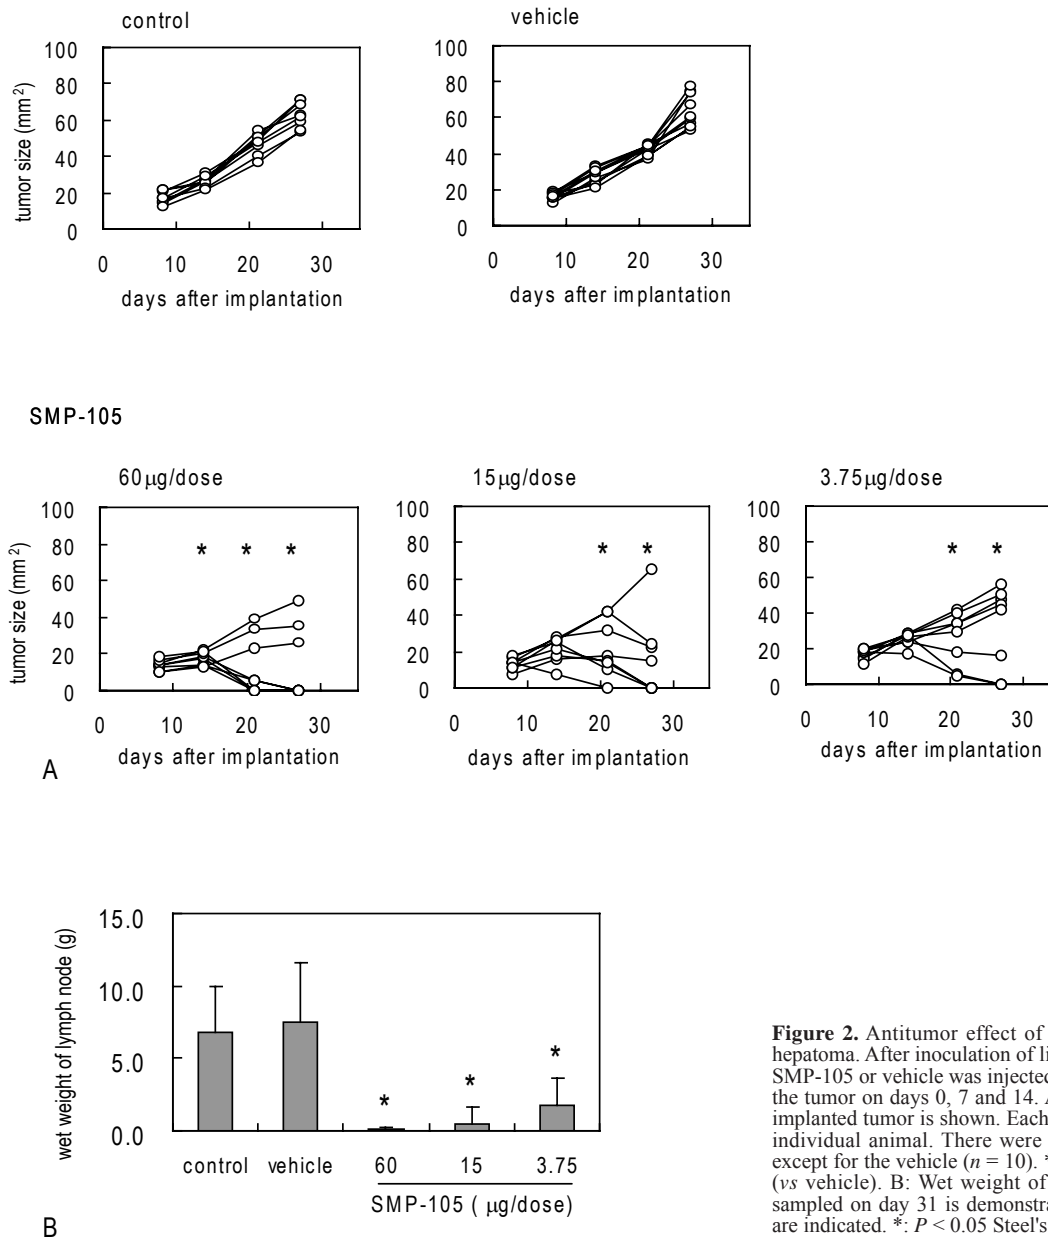 control
vehicle
100
80
60
40
20
0
0 10 20 30
tumor size (mm²)
days after implantation
100
80
60
40
20
0
0 10 20 30
days after implantation
SMP-105
60µg/dose
15µg/dose
3.75µg/dose
100
80
60
40
20
0
* * *
0 10 20 30
tumor size (mm²)
days after implantation
100
80
60
40
20
0
* *
0 10 20 30
days after implantation
100
80
60
40
20
0
* *
0 10 20 30
days after implantation
A
wet weight of lymph node (g)
15.0
10.0
5.0
0.0
* * *
control vehicle 60 15 3.75
SMP-105 ( µg/dose)
B
Figure 2. Antitumor effect of
hepatoma. After inoculation of li
SMP-105 or vehicle was injected
the tumor on days 0, 7 and 14. A
implanted tumor is shown. Each
individual animal. There were
except for the vehicle (n = 10). *
(vs vehicle). B: Wet weight of
sampled on day 31 is demonstra
are indicated. *: P < 0.05 Steel's